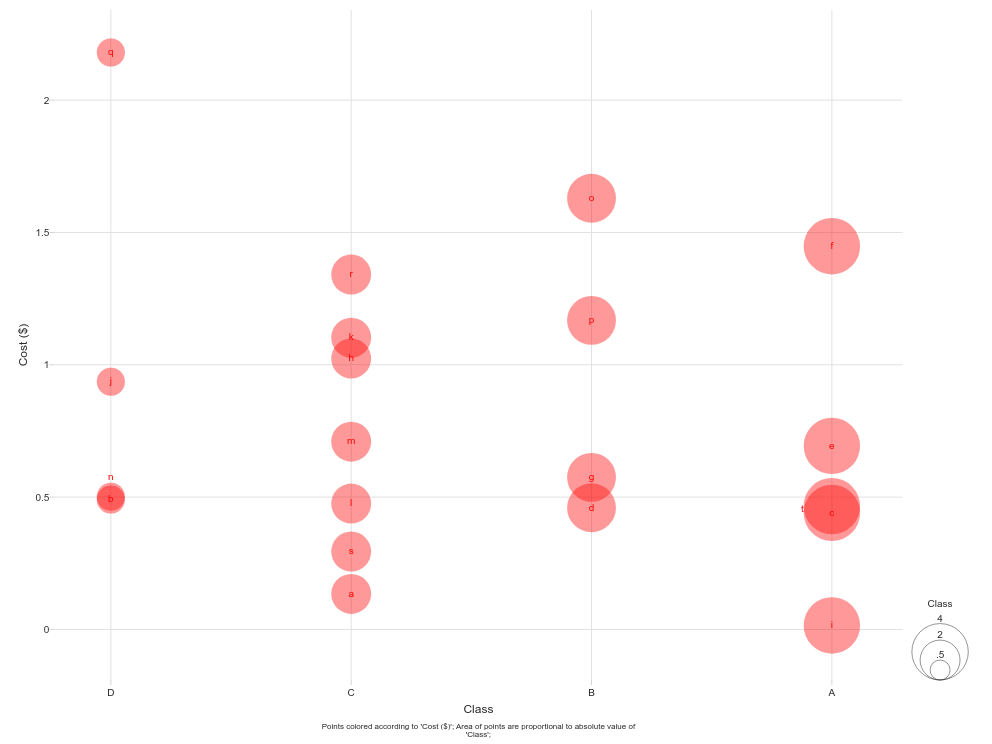 q
2
o
1.5
f
r
k
p
h
1
Cost ($)
j
m
e
n
g
0.5
b
l
d
t
c
s
a
i
0
Class
4
2
.5
D
C
B
A
Class
Points colored according to 'Cost ($)'; Area of points are proportional to absolute value of
'Class';